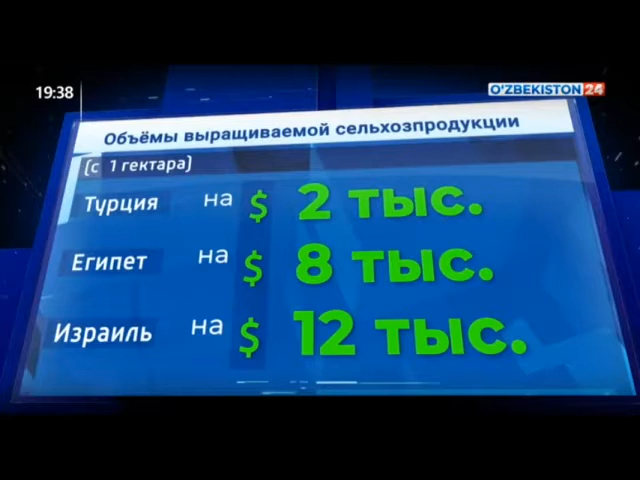 19:38
O'ZBEKISTON 24
Объёмы выращиваемой сельхозпродукции
(с 1 гектара)
Турция на $ 2 тыс.
Египет на $ 8 тыс.
Израиль на $ 12 тыс.